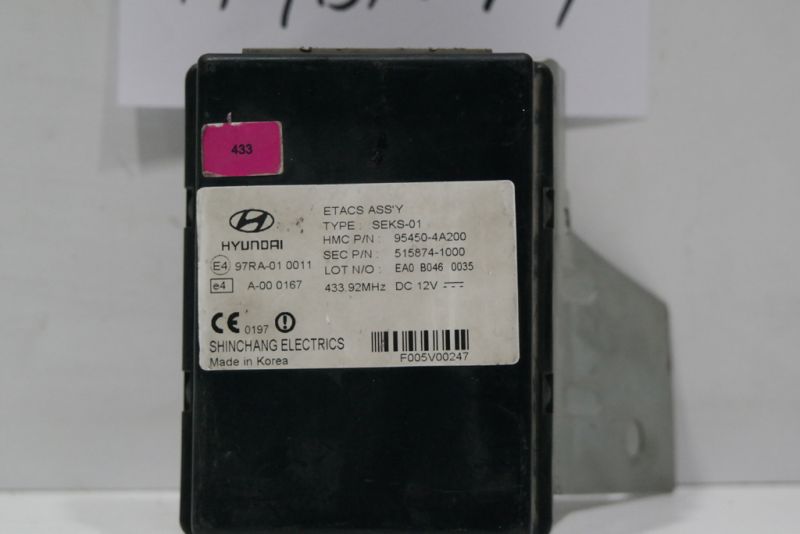 433
ETACS ASS'Y
TYPE : SEKS-01
HYUNDAI
HMC P/N : 95450-4A200
SEC P/N : 515874-1000
E4 97RA-01 0011
LOT N/O : EA0 B046 0035
e4 A-00 0167
433.92MHz DC 12V
CE 0197
SHINCHANG ELECTRICS
Made in Korea
F005V00247